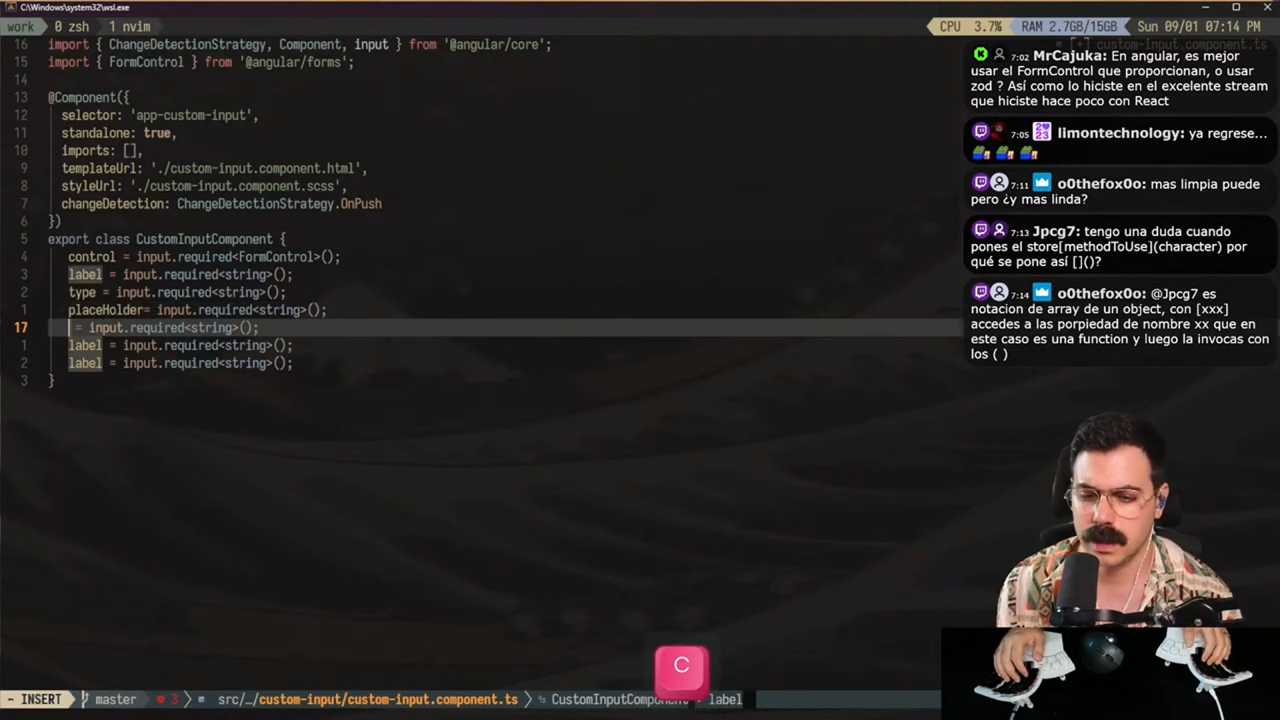 C:\Windows\system32\wsl.exe
work 0 zsh 1 nvim
CPU 3.7% RAM 2.7GB/15GB Sun 09/01 07:14 PM
16 import { ChangeDetectionStrategy, Component, input } from '@angular/core';
15 import { FormControl } from '@angular/forms';
14
13 @Component({
12 selector: 'app-custom-input',
11 standalone: true,
10 imports: [],
9 templateUrl: './custom-input.component.html',
8 styleUrl: './custom-input.component.scss',
7 changeDetection: ChangeDetectionStrategy.OnPush
6 })
5 export class CustomInputComponent {
4 control = input.required<FormControl>();
3 label = input.required<string>();
2 type = input.required<string>();
1 placeHolder= input.required<string>();
17 = input.required<string>();
1 label = input.required<string>();
2 label = input.required<string>();
3 }
custom-input.component.ts
7:02 MrCajuka: En angular, es mejor
usar el FormControl que proporcionan, o usar
zod ? Así como lo hiciste en el excelente stream
que hiciste hace poco con React
7:05 limontechnology: ya regrese...
7:11 o0thefox0o: mas limpia puede
pero ¿y mas linda?
7:13 Jpcg7: tengo una duda cuando
pones el store[methodToUse](character) por
qué se pone así []()?
7:14 o0thefox0o: @Jpcg7 es
notacion de array de un object, con [xxx]
accedes a las porpiedad de nombre xx que en
este caso es una function y luego la invocas con
los ( )
C
- INSERT master 3 src/…/custom-input/custom-input.component.ts CustomInputComponent label